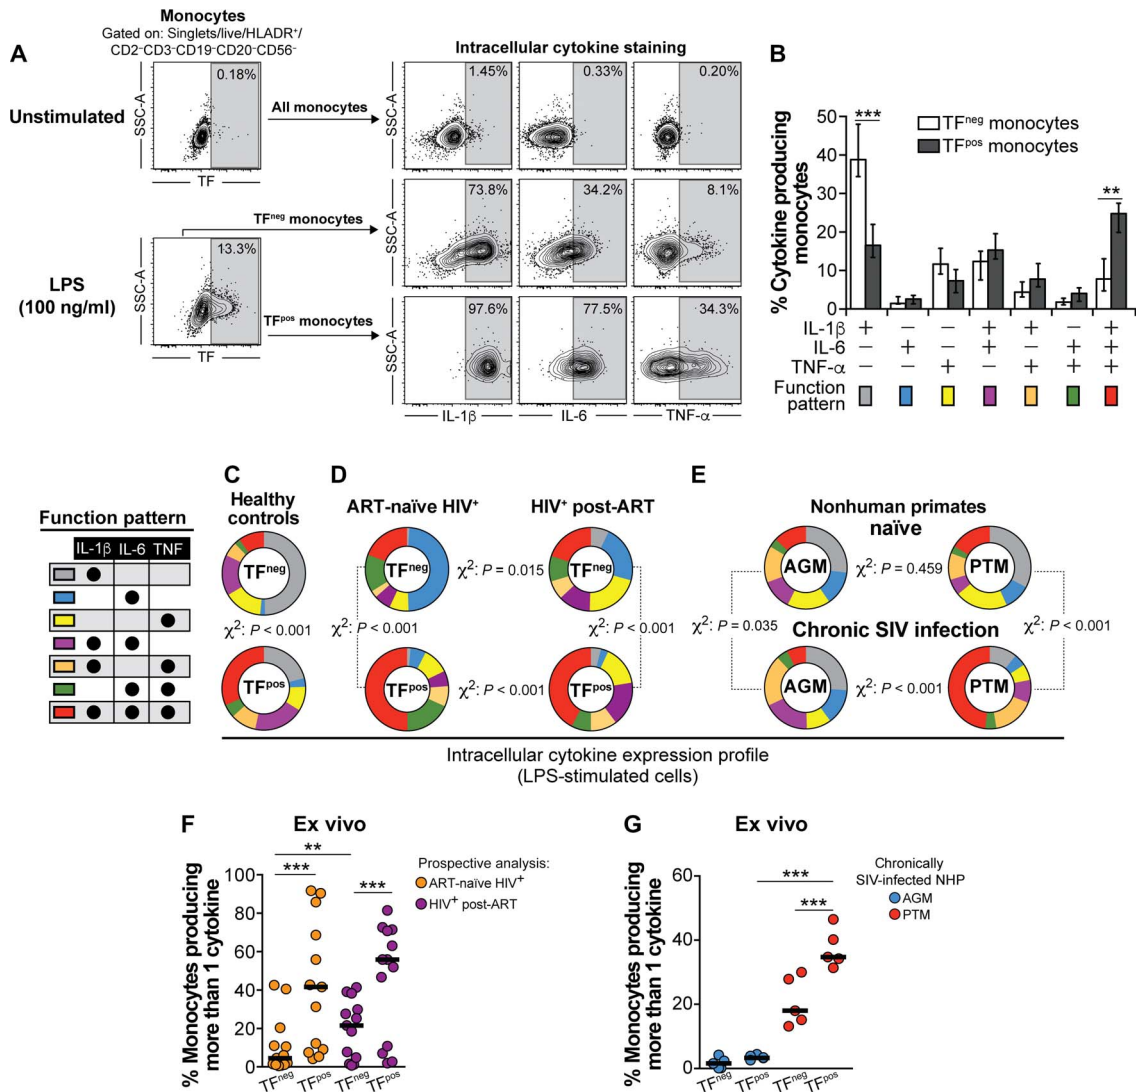 A
Monocytes
Gated on: Singlets/live/HLADR⁺/
CD2⁻CD3⁻CD19⁻CD20⁻CD56⁻
Intracellular cytokine staining
Unstimulated
SSC-A
0.18%
TF
All monocytes
SSC-A
1.45%
0.33%
0.20%
LPS
(100 ng/ml)
SSC-A
13.3%
TF
TFneg monocytes
SSC-A
73.8%
34.2%
8.1%
TFpos monocytes
SSC-A
97.6%
77.5%
34.3%
IL-1β
IL-6
TNF-α
B
% Cytokine producing
monocytes
50
40
30
20
10
0
***
**
TFneg monocytes
TFpos monocytes
IL-1β + − − + + − +
IL-6 − + − + − + +
TNF-α − − + − + + +
Function
pattern
Function pattern
IL-1β IL-6 TNF
C
Healthy
controls
TFneg
χ²: P < 0.001
TFpos
D
ART-naïve HIV⁺
HIV⁺ post-ART
TFneg
χ²: P = 0.015
TFneg
χ²: P < 0.001
χ²: P < 0.001
TFpos
χ²: P < 0.001
TFpos
E
Nonhuman primates
naïve
AGM
χ²: P = 0.459
PTM
χ²: P = 0.035
Chronic SIV infection
χ²: P < 0.001
AGM
χ²: P < 0.001
PTM
Intracellular cytokine expression profile
(LPS-stimulated cells)
F
Ex vivo
% Monocytes producing
more than 1 cytokine
100
80
60
40
20
0
**
***
***
Prospective analysis:
ART-naïve HIV⁺
HIV⁺ post-ART
TFneg
TFpos
TFneg
TFpos
G
Ex vivo
% Monocytes producing
more than 1 cytokine
60
40
20
0
***
***
Chronically
SIV-infected NHP
AGM
PTM
TFneg
TFpos
TFneg
TFpos